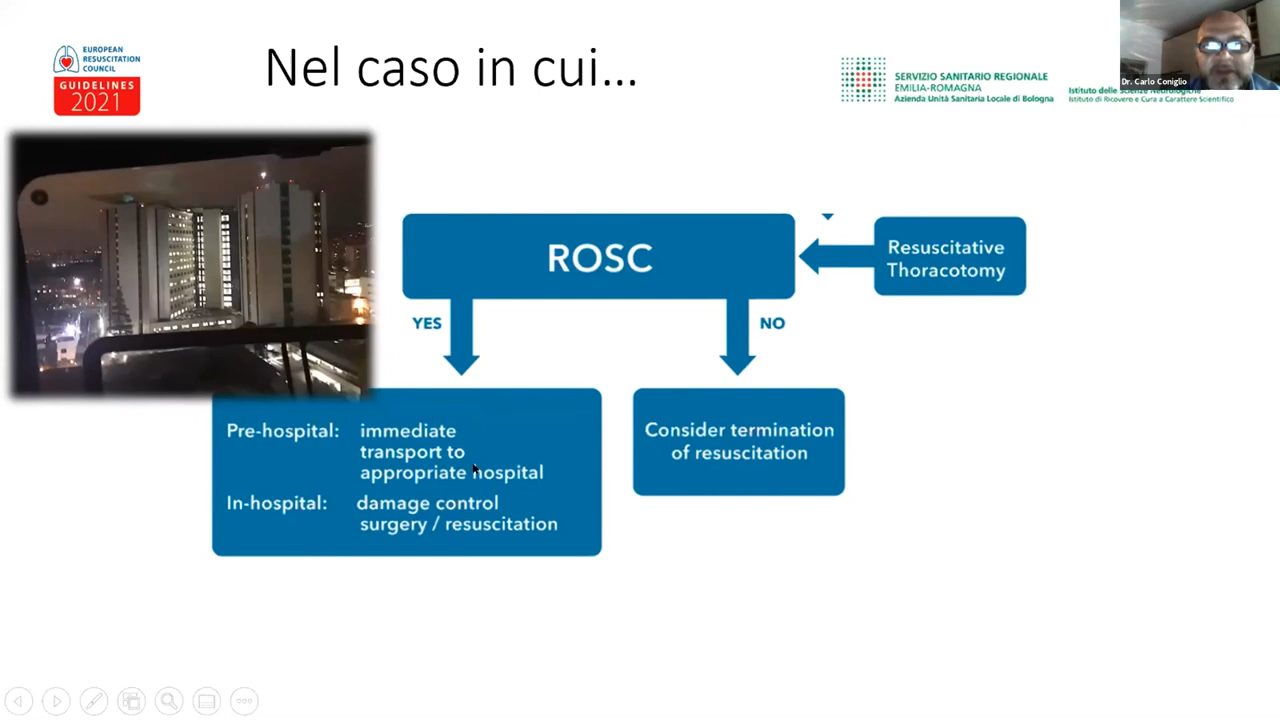 EUROPEAN
RESUSCITATION
COUNCIL
GUIDELINES
2021
Nel caso in cui...
SERVIZIO SANITARIO REGIONALE
EMILIA-ROMAGNA
Azienda Unità Sanitaria Locale di Bologna
Istituto delle Scienze Neurologiche
Istituto di Ricovero e Cura a Carattere Scientifico
Dr. Carlo Coniglio
ROSC
Resuscitative
Thoracotomy
YES
NO
Pre-hospital: immediate
transport to
appropriate hospital
In-hospital: damage control
surgery / resuscitation
Consider termination
of resuscitation